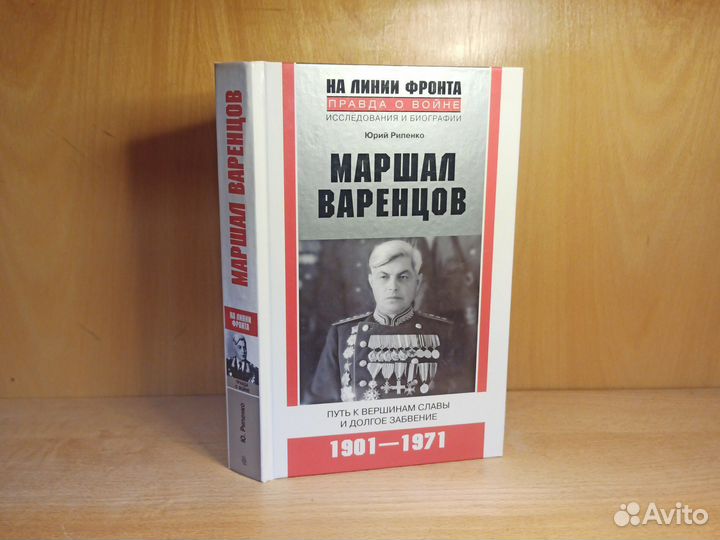 НА ЛИНИИ ФРОНТА
ПРАВДА О ВОЙНЕ
ИССЛЕДОВАНИЯ И БИОГРАФИИ
Юрий Рипенко
МАРШАЛ
ВАРЕНЦОВ
ПУТЬ К ВЕРШИНАМ СЛАВЫ
И ДОЛГОЕ ЗАБВЕНИЕ
1901—1971
МАРШАЛ ВАРЕНЦОВ
НА ЛИНИИ
ФРОНТА
Ю. Рипенко
Avito